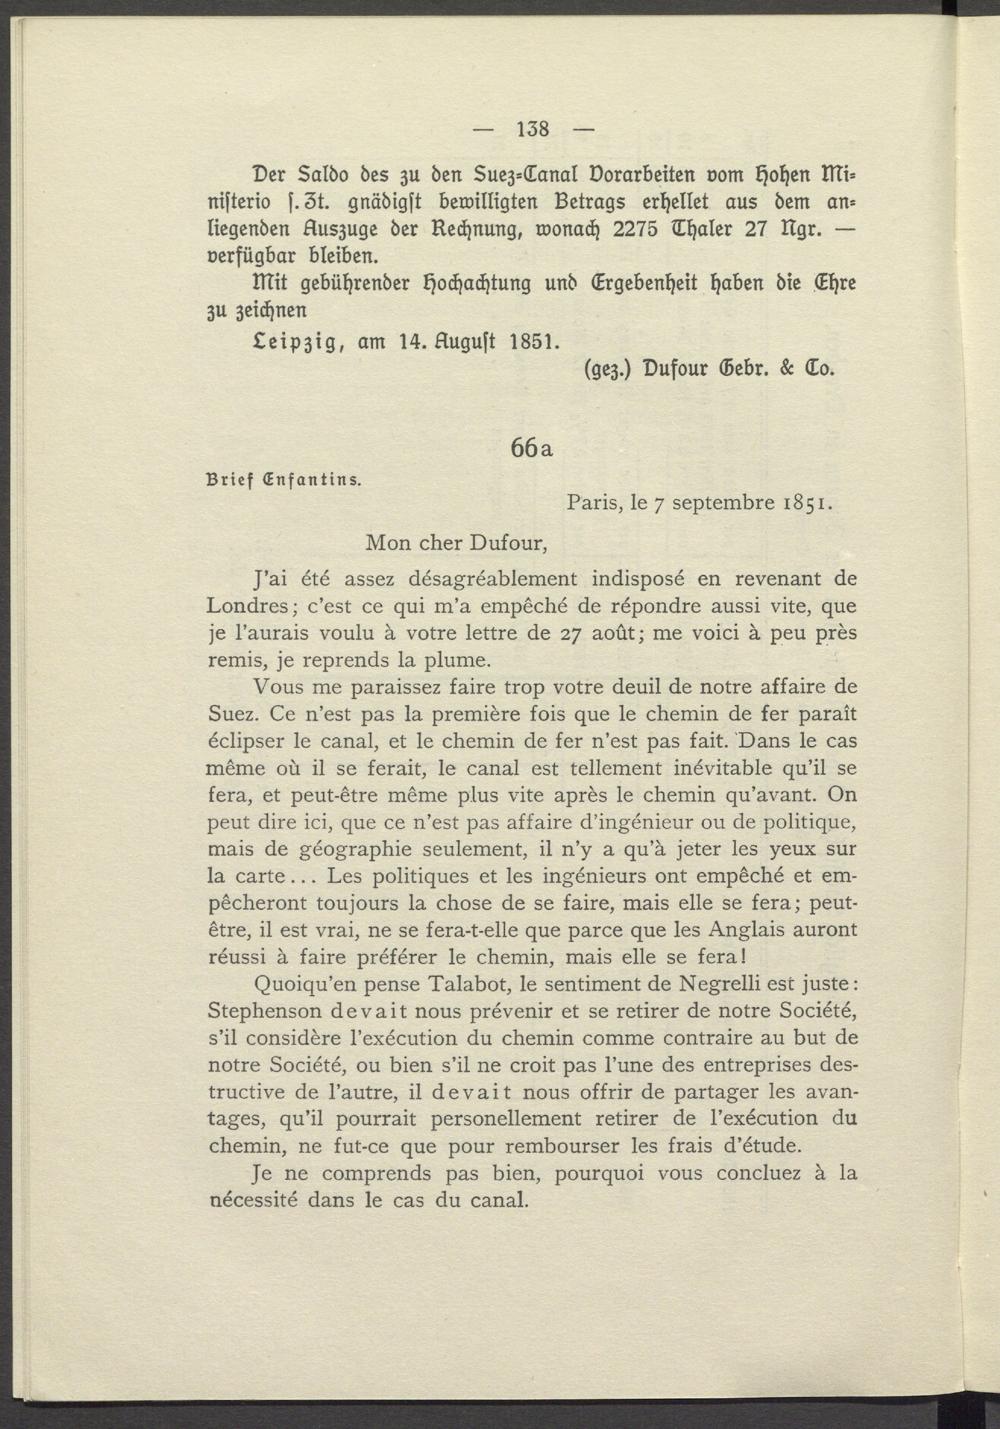 — 138 —
Der Saldo des zu den Suez=Canal Vorarbeiten vom Hohen Mi=
nisterio s. Zt. gnädigst bewilligten Betrags erhellet aus dem an=
liegenden Auszuge der Rechnung, wonach 2275 Thaler 27 Ngr. —
verfügbar bleiben.
Mit gebührender Hochachtung und Ergebenheit haben die Ehre
zu zeichnen
Leipzig, am 14. August 1851.
(gez.) Dufour Gebr. & Co.
66a
Brief Enfantins.
Paris, le 7 septembre 1851.
Mon cher Dufour,
J'ai été assez désagréablement indisposé en revenant de
Londres; c'est ce qui m'a empêché de répondre aussi vite, que
je l'aurais voulu à votre lettre de 27 août; me voici à peu près
remis, je reprends la plume.
Vous me paraissez faire trop votre deuil de notre affaire de
Suez. Ce n'est pas la première fois que le chemin de fer paraît
éclipser le canal, et le chemin de fer n'est pas fait. Dans le cas
même où il se ferait, le canal est tellement inévitable qu'il se
fera, et peut-être même plus vite après le chemin qu'avant. On
peut dire ici, que ce n'est pas affaire d'ingénieur ou de politique,
mais de géographie seulement, il n'y a qu'à jeter les yeux sur
la carte... Les politiques et les ingénieurs ont empêché et em-
pêcheront toujours la chose de se faire, mais elle se fera; peut-
être, il est vrai, ne se fera-t-elle que parce que les Anglais auront
réussi à faire préférer le chemin, mais elle se fera!
Quoiqu'en pense Talabot, le sentiment de Negrelli est juste:
Stephenson devait nous prévenir et se retirer de notre Société,
s'il considère l'exécution du chemin comme contraire au but de
notre Société, ou bien s'il ne croit pas l'une des entreprises des-
tructive de l'autre, il devait nous offrir de partager les avan-
tages, qu'il pourrait personellement retirer de l'exécution du
chemin, ne fut-ce que pour rembourser les frais d'étude.
Je ne comprends pas bien, pourquoi vous concluez à la
nécessité dans le cas du canal.